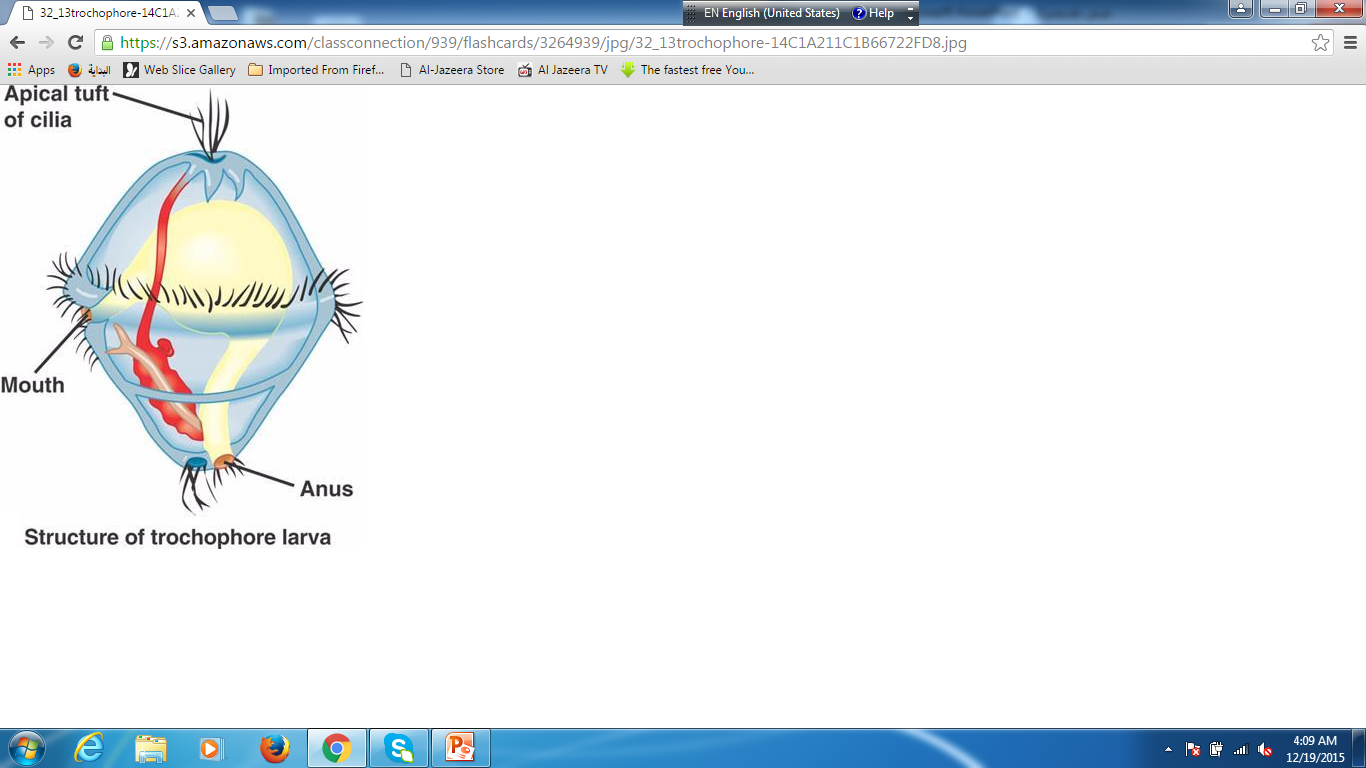 32_13trochophore-14C1A
EN English (United States)
Help
https://s3.amazonaws.com/classconnection/939/flashcards/3264939/jpg/32_13trochophore-14C1A211C1B66722FD8.jpg
Apps
البداية
Web Slice Gallery
Imported From Firef...
Al-Jazeera Store
Al Jazeera TV
The fastest free You...
Apical tuft
of cilia
Mouth
Anus
Structure of trochophore larva
4:09 AM
12/19/2015